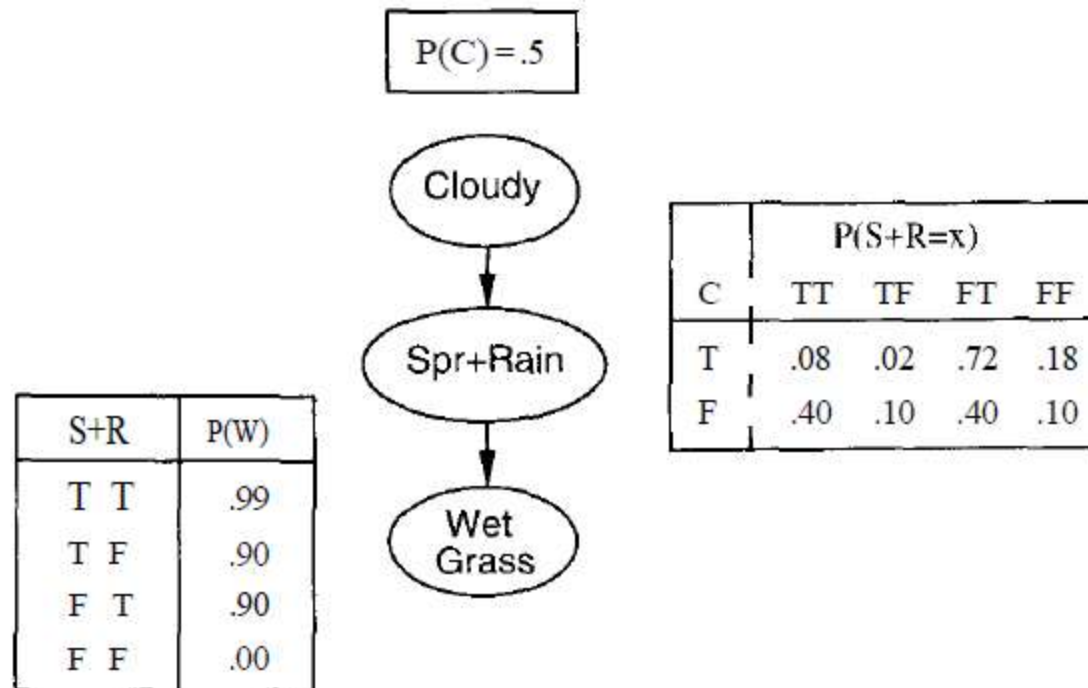 P(C) = .5
Cloudy
P(S+R=x)
C TT TF FT FF
T .08 .02 .72 .18
F .40 .10 .40 .10
Spr+Rain
S+R P(W)
T T .99
T F .90
F T .90
F F .00
Wet
Grass